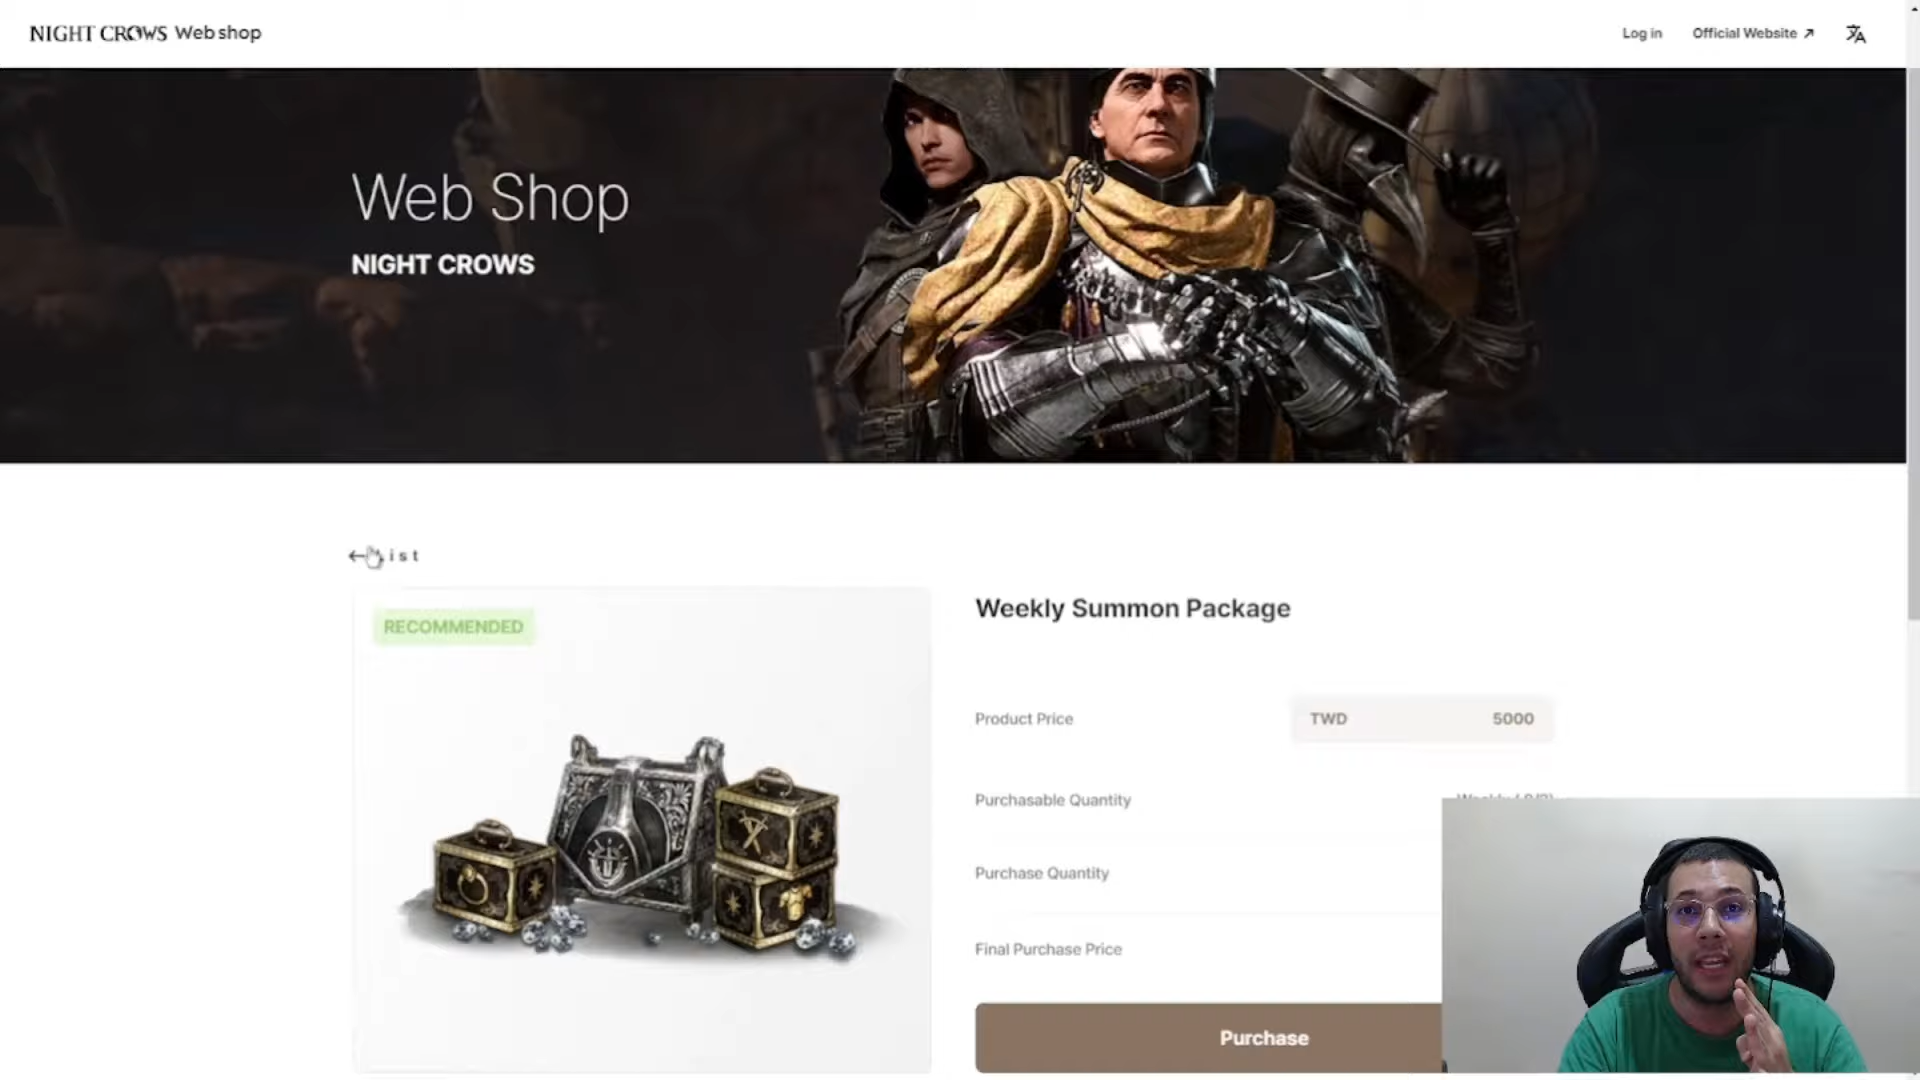 NIGHT CROWS Web shop
Log in
Official Website
Web Shop
NIGHT CROWS
RECOMMENDED
Weekly Summon Package
Product Price
TWD 5000
Purchasable Quantity
Purchase Quantity
Final Purchase Price
Purchase